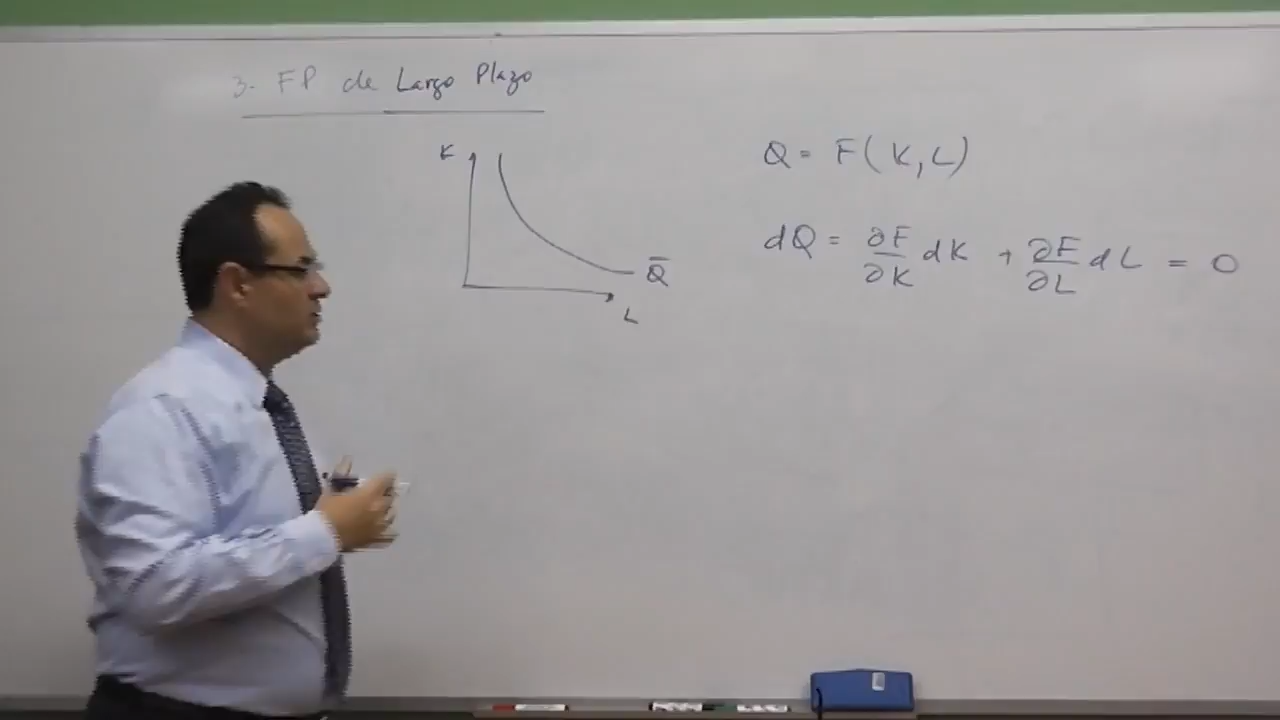 3- FP de Largo Plazo
K
Q̅
L
Q = F(K,L)
dQ = ∂F/∂K dK + ∂F/∂L dL = 0